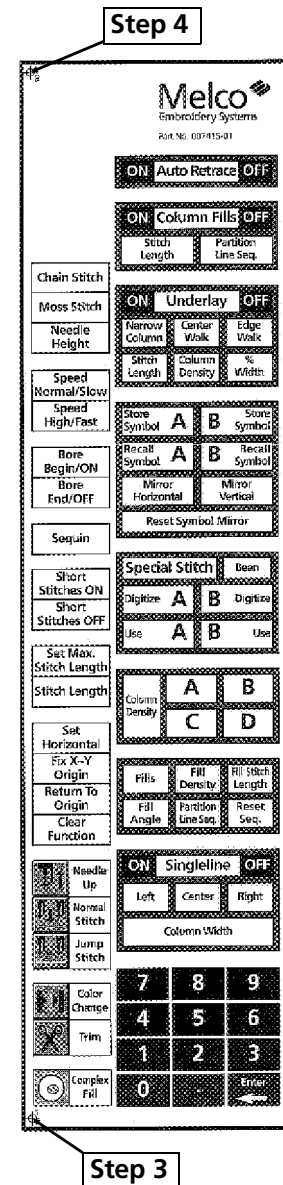 Step 4
Melco
Embroidery Systems
Part No. 007415-01
ON Auto Retrace OFF
ON Column Fills OFF
Stitch Length
Partition Line Seq.
Chain Stitch
Moss Stitch
Needle Height
ON Underlay OFF
Narrow Column
Center Walk
Edge Walk
Stitch Length
Column Density
% Width
Speed Normal/Slow
Speed High/Fast
Store Symbol A
B Store Symbol
Recall Symbol A
B Recall Symbol
Mirror Horizontal
Mirror Vertical
Reset Symbol Mirror
Bore Begin/ON
Bore End/OFF
Sequin
Special Stitch
Bean
Digitize A
B Digitize
Use A
B Use
Short Stitches ON
Short Stitches OFF
Set Max. Stitch Length
Stitch Length
Column Density
A
B
C
D
Set Horizontal
Fix X-Y Origin
Return To Origin
Clear Function
Fills
Fill Density
Fill Stitch Length
Fill Angle
Partition Line Seq.
Reset Seq.
Needle Up
Normal Stitch
Jump Stitch
ON Singleline OFF
Left
Center
Right
Column Width
Color Change
Trim
Complex Fill
7 8 9
4 5 6
1 2 3
0 . Enter
Step 3